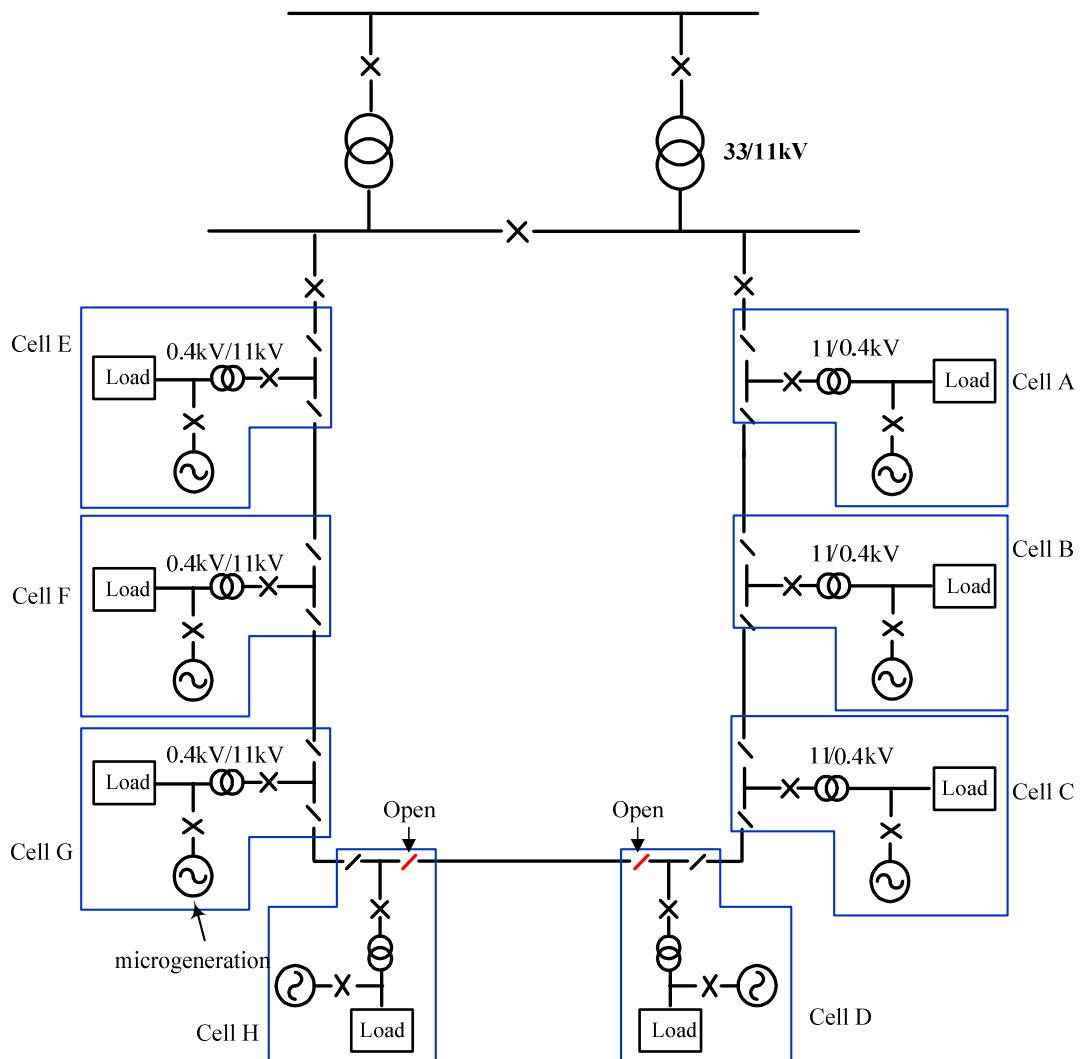 33/11kV
Cell E
0.4kV/11kV
Load
11/0.4kV
Load
Cell A
0.4kV/11kV
Load
Cell F
11/0.4kV
Load
Cell B
0.4kV/11kV
Load
Cell G
microgeneration
11/0.4kV
Load
Cell C
Open
Open
Load
Cell H
Load
Cell D